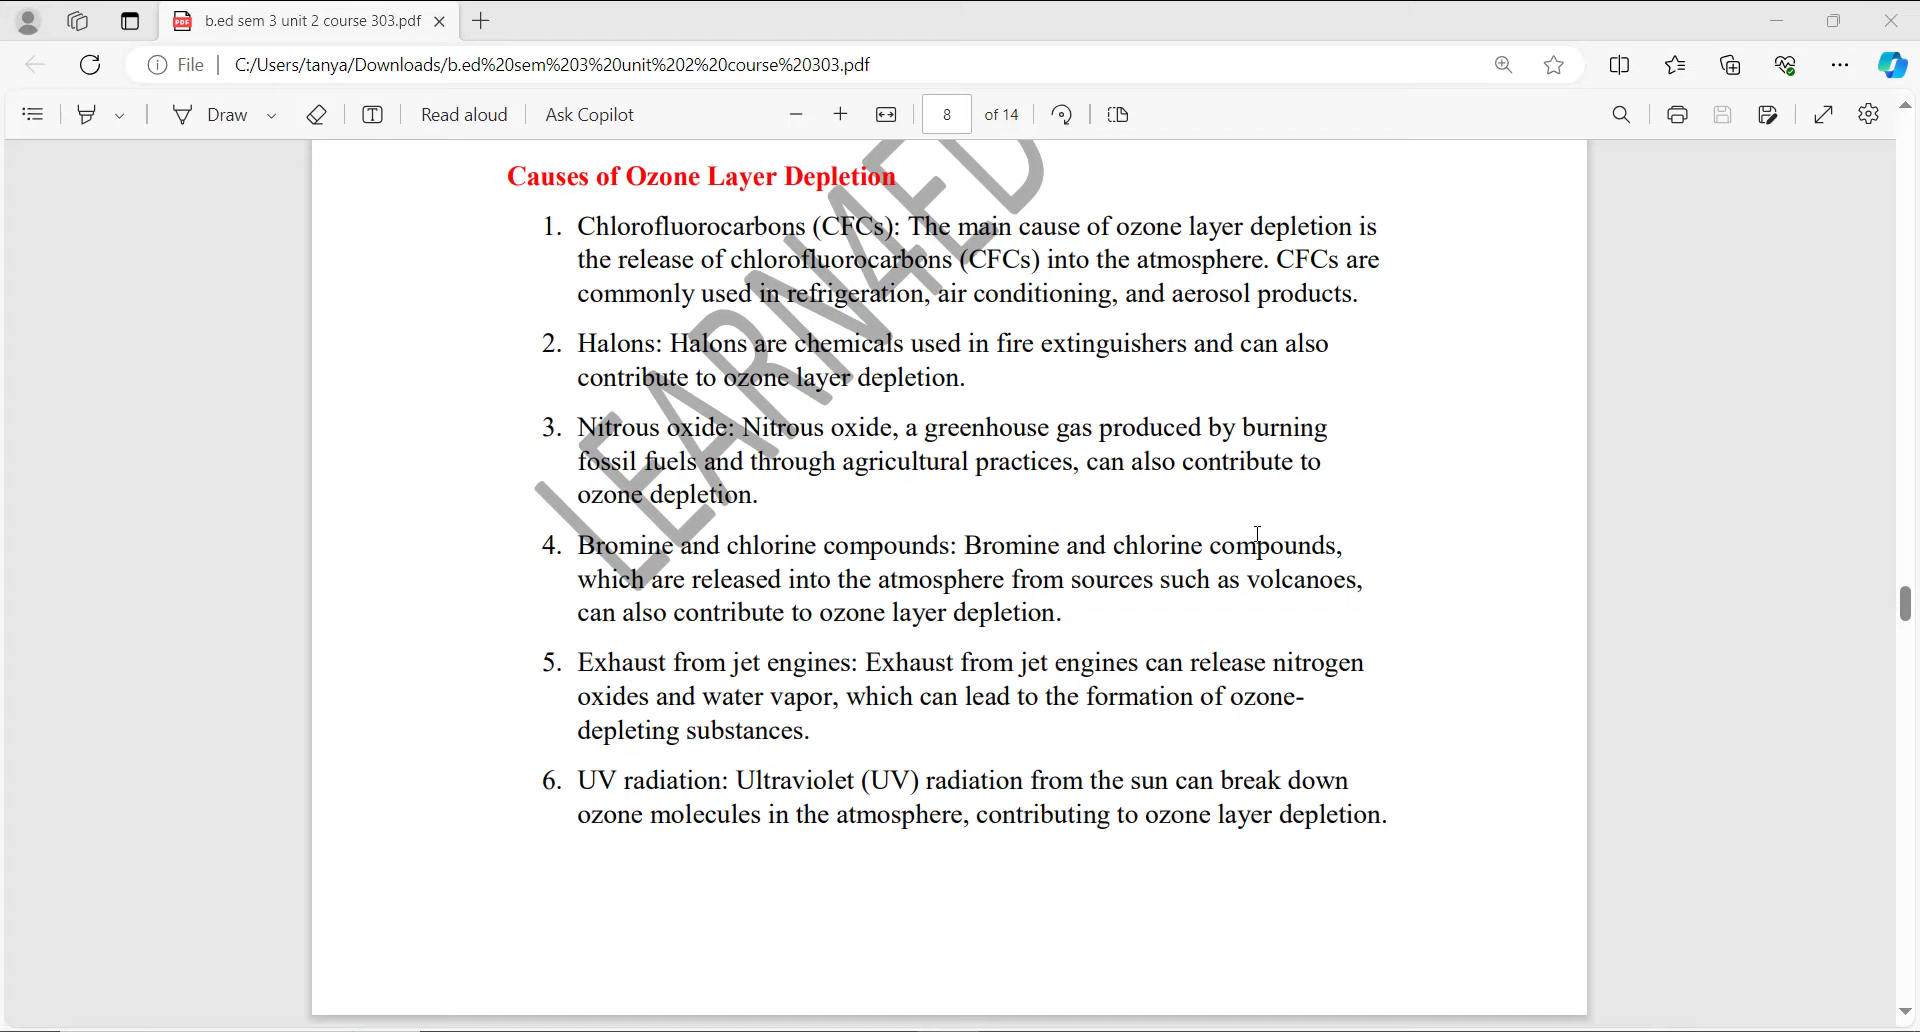 b.ed sem 3 unit 2 course 303.pdf
File
C:/Users/tanya/Downloads/b.ed%20sem%203%20unit%202%20course%20303.pdf
Draw
Read aloud
Ask Copilot
8
of 14
Causes of Ozone Layer Depletion
1. Chlorofluorocarbons (CFCs): The main cause of ozone layer depletion is
the release of chlorofluorocarbons (CFCs) into the atmosphere. CFCs are
commonly used in refrigeration, air conditioning, and aerosol products.
2. Halons: Halons are chemicals used in fire extinguishers and can also
contribute to ozone layer depletion.
3. Nitrous oxide: Nitrous oxide, a greenhouse gas produced by burning
fossil fuels and through agricultural practices, can also contribute to
ozone depletion.
4. Bromine and chlorine compounds: Bromine and chlorine compounds,
which are released into the atmosphere from sources such as volcanoes,
can also contribute to ozone layer depletion.
5. Exhaust from jet engines: Exhaust from jet engines can release nitrogen
oxides and water vapor, which can lead to the formation of ozone-
depleting substances.
6. UV radiation: Ultraviolet (UV) radiation from the sun can break down
ozone molecules in the atmosphere, contributing to ozone layer depletion.
LEARN4ED